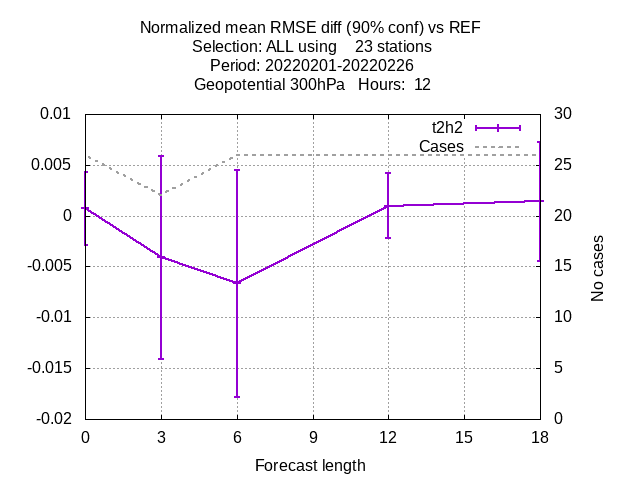 Normalized mean RMSE diff (90% conf) vs REF
Selection: ALL using    23 stations
Period: 20220201-20220226
Geopotential 300hPa   Hours:  12
0.01
0.005
0
-0.005
-0.01
-0.015
-0.02
t2h2
Cases
30
25
20
15
10
5
0
No cases
0 3 6 9 12 15 18
Forecast length